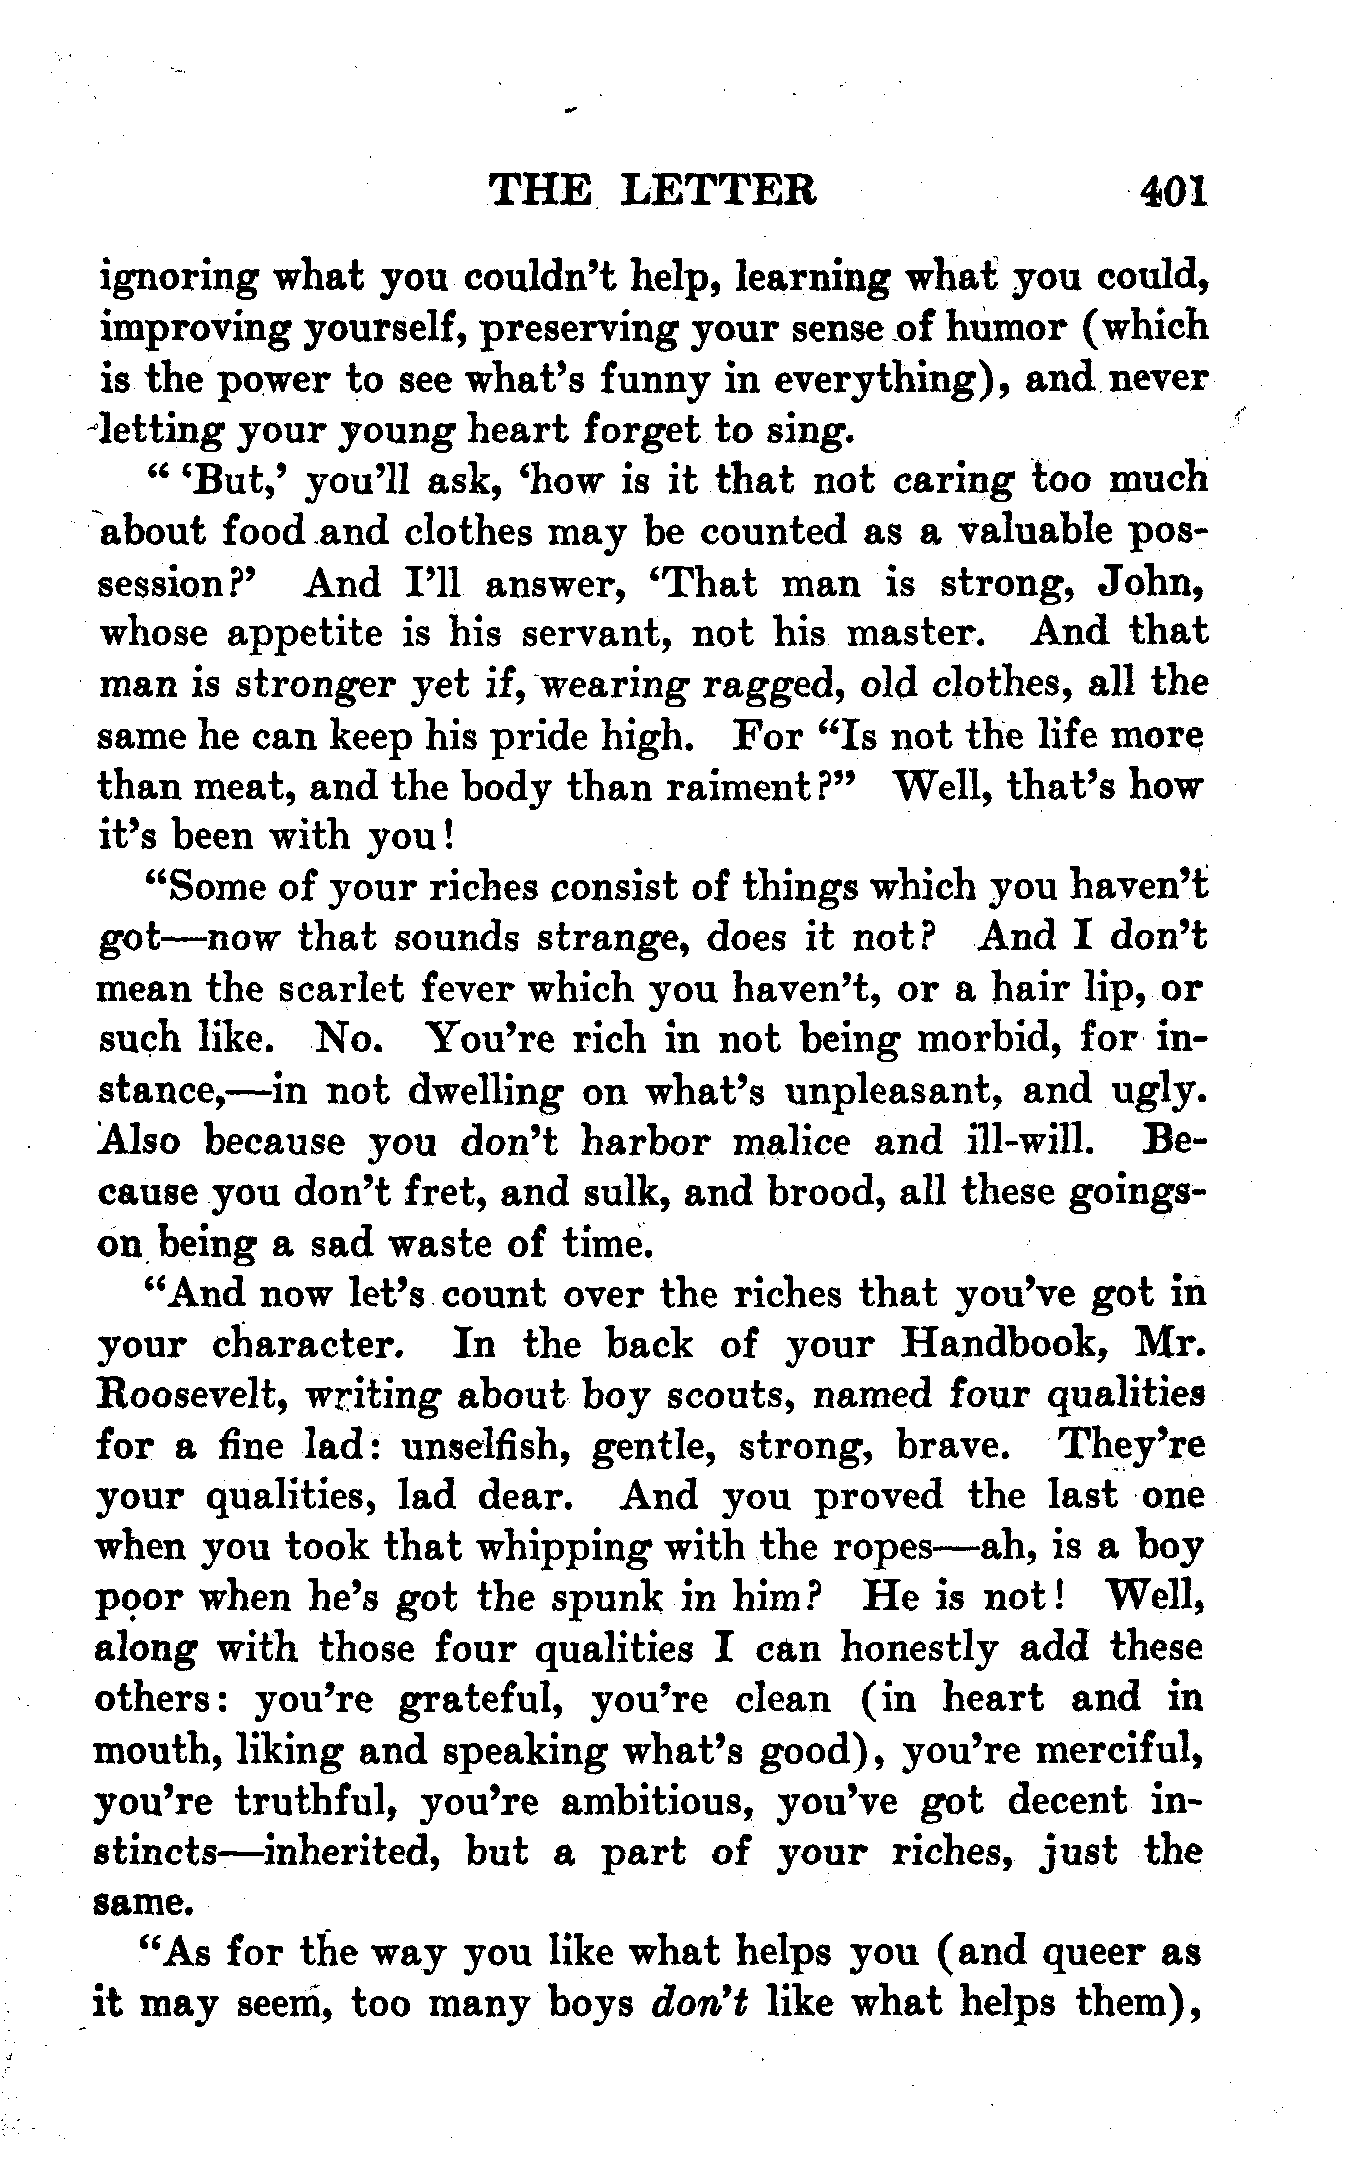 THE LETTER 401
ignoring what you couldn't help, learning what you could,
improving yourself, preserving your sense of humor (which
is the power to see what's funny in everything), and never
letting your young heart forget to sing.
" 'But,' you'll ask, 'how is it that not caring too much
about food and clothes may be counted as a valuable pos-
session?' And I'll answer, 'That man is strong, John,
whose appetite is his servant, not his master. And that
man is stronger yet if, wearing ragged, old clothes, all the
same he can keep his pride high. For "Is not the life more
than meat, and the body than raiment?" Well, that's how
it's been with you!
"Some of your riches consist of things which you haven't
got—now that sounds strange, does it not? And I don't
mean the scarlet fever which you haven't, or a hair lip, or
such like. No. You're rich in not being morbid, for in-
stance,—in not dwelling on what's unpleasant, and ugly.
Also because you don't harbor malice and ill-will. Be-
cause you don't fret, and sulk, and brood, all these goings-
on being a sad waste of time.
"And now let's count over the riches that you've got in
your character. In the back of your Handbook, Mr.
Roosevelt, writing about boy scouts, named four qualities
for a fine lad: unselfish, gentle, strong, brave. They're
your qualities, lad dear. And you proved the last one
when you took that whipping with the ropes—ah, is a boy
poor when he's got the spunk in him? He is not! Well,
along with those four qualities I can honestly add these
others: you're grateful, you're clean (in heart and in
mouth, liking and speaking what's good), you're merciful,
you're truthful, you're ambitious, you've got decent in-
stincts—inherited, but a part of your riches, just the
same.
"As for the way you like what helps you (and queer as
it may seem, too many boys don't like what helps them),